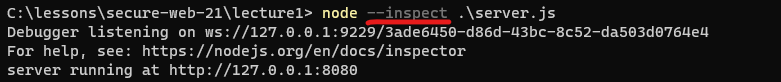 C:\lessons\secure-web-21\lecture1> node --inspect .\server.js
Debugger listening on ws://127.0.0.1:9229/3ade6450-d86d-43bc-8c52-da503d0764e4
For help, see: https://nodejs.org/en/docs/inspector
server running at http://127.0.0.1:8080